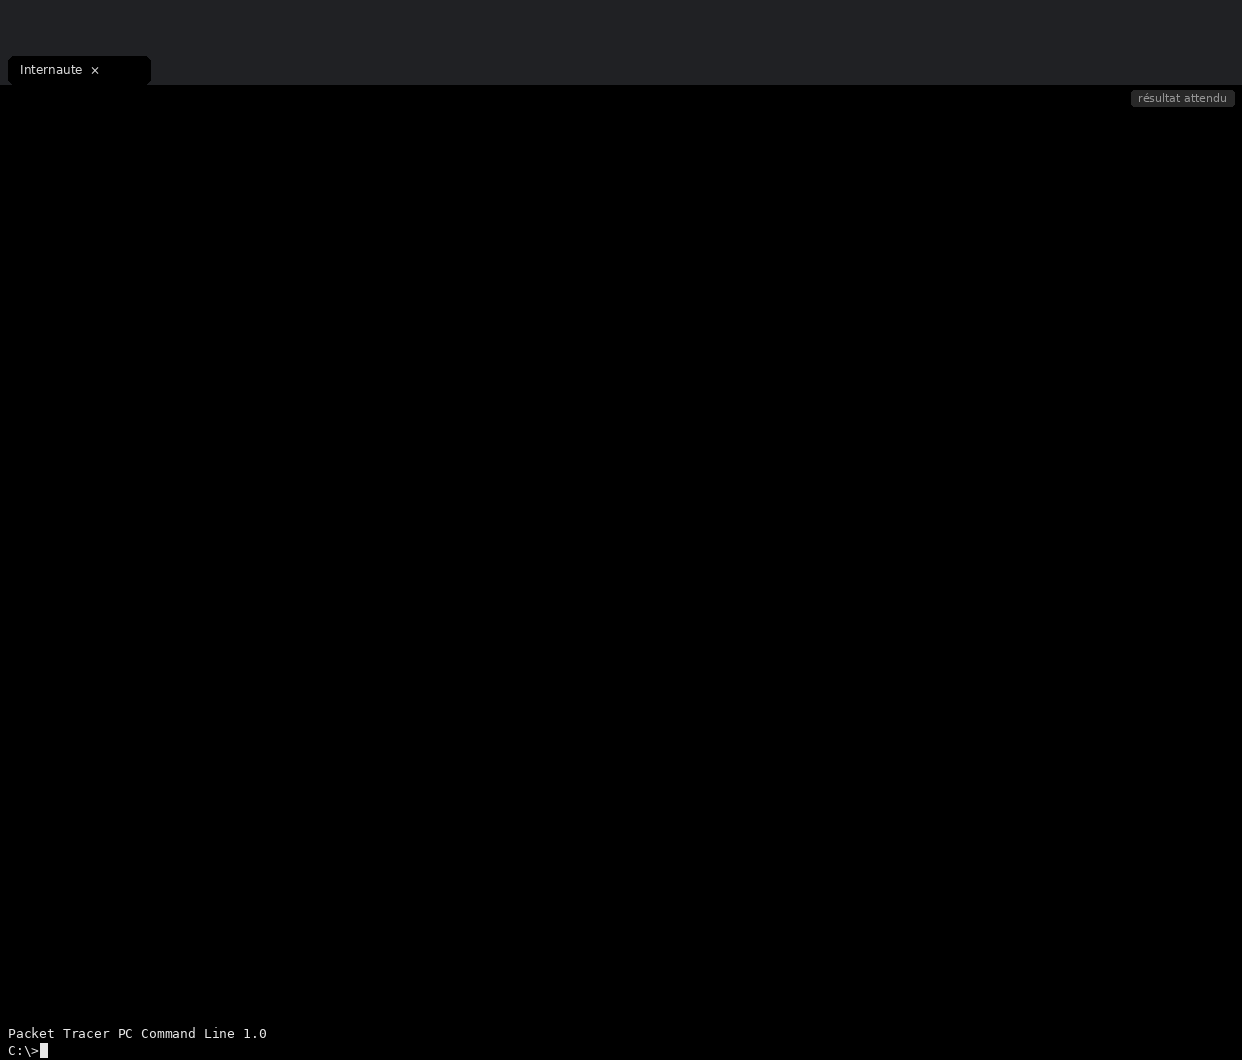 Internaute ×
résultat attendu
Packet Tracer PC Command Line 1.0
C:\>